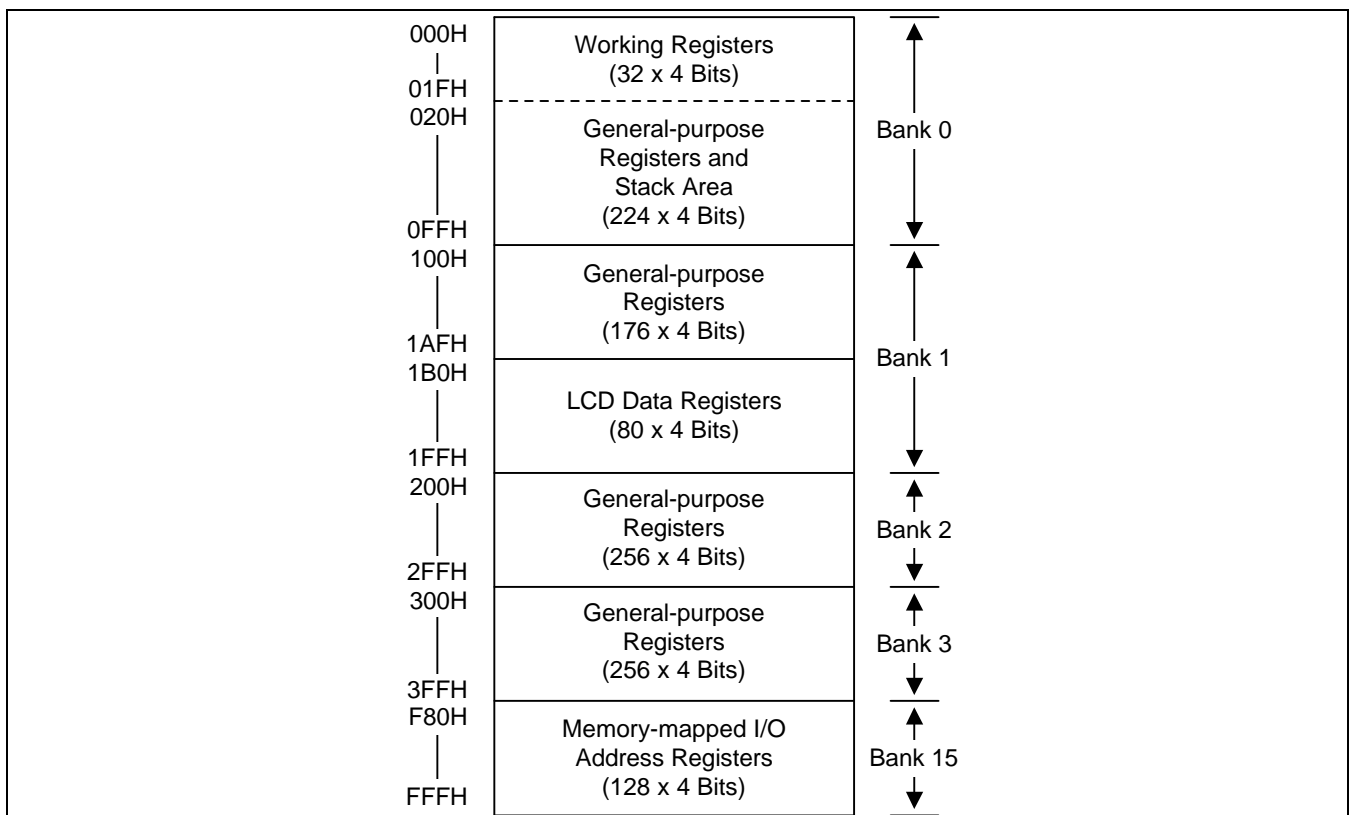 000H
Working Registers
(32 x 4 Bits)
01FH
020H
General-purpose
Registers and
Stack Area
(224 x 4 Bits)
0FFH
Bank 0
100H
General-purpose
Registers
(176 x 4 Bits)
1AFH
1B0H
LCD Data Registers
(80 x 4 Bits)
1FFH
Bank 1
200H
General-purpose
Registers
(256 x 4 Bits)
2FFH
Bank 2
300H
General-purpose
Registers
(256 x 4 Bits)
3FFH
Bank 3
F80H
Memory-mapped I/O
Address Registers
(128 x 4 Bits)
FFFH
Bank 15